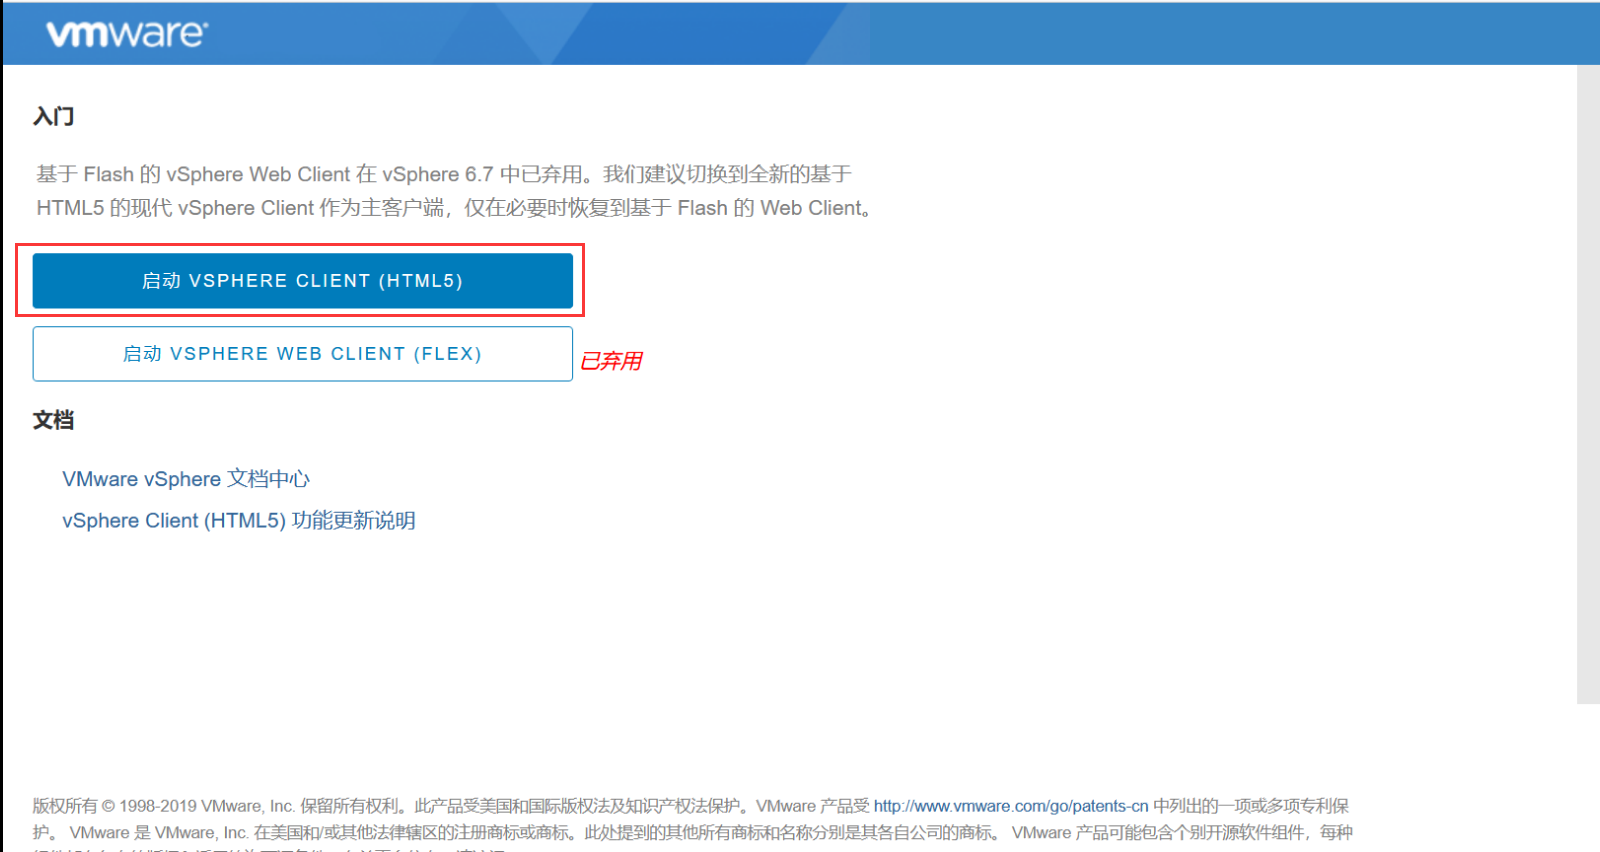 vmware
入门
基于 Flash 的 vSphere Web Client 在 vSphere 6.7 中已弃用。我们建议切换到全新的基于
HTML5 的现代 vSphere Client 作为主客户端，仅在必要时恢复到基于 Flash 的 Web Client。
启动 VSPHERE CLIENT (HTML5)
启动 VSPHERE WEB CLIENT (FLEX)
已弃用
文档
VMware vSphere 文档中心
vSphere Client (HTML5) 功能更新说明
版权所有 © 1998-2019 VMware, Inc. 保留所有权利。此产品受美国和国际版权法及知识产权法保护。VMware 产品受 http://www.vmware.com/go/patents-cn 中列出的一项或多项专利保
护。 VMware 是 VMware, Inc. 在美国和/或其他法律辖区的注册商标或商标。此处提到的其他所有商标和名称分别是其各自公司的商标。 VMware 产品可能包含个别开源软件组件，每种